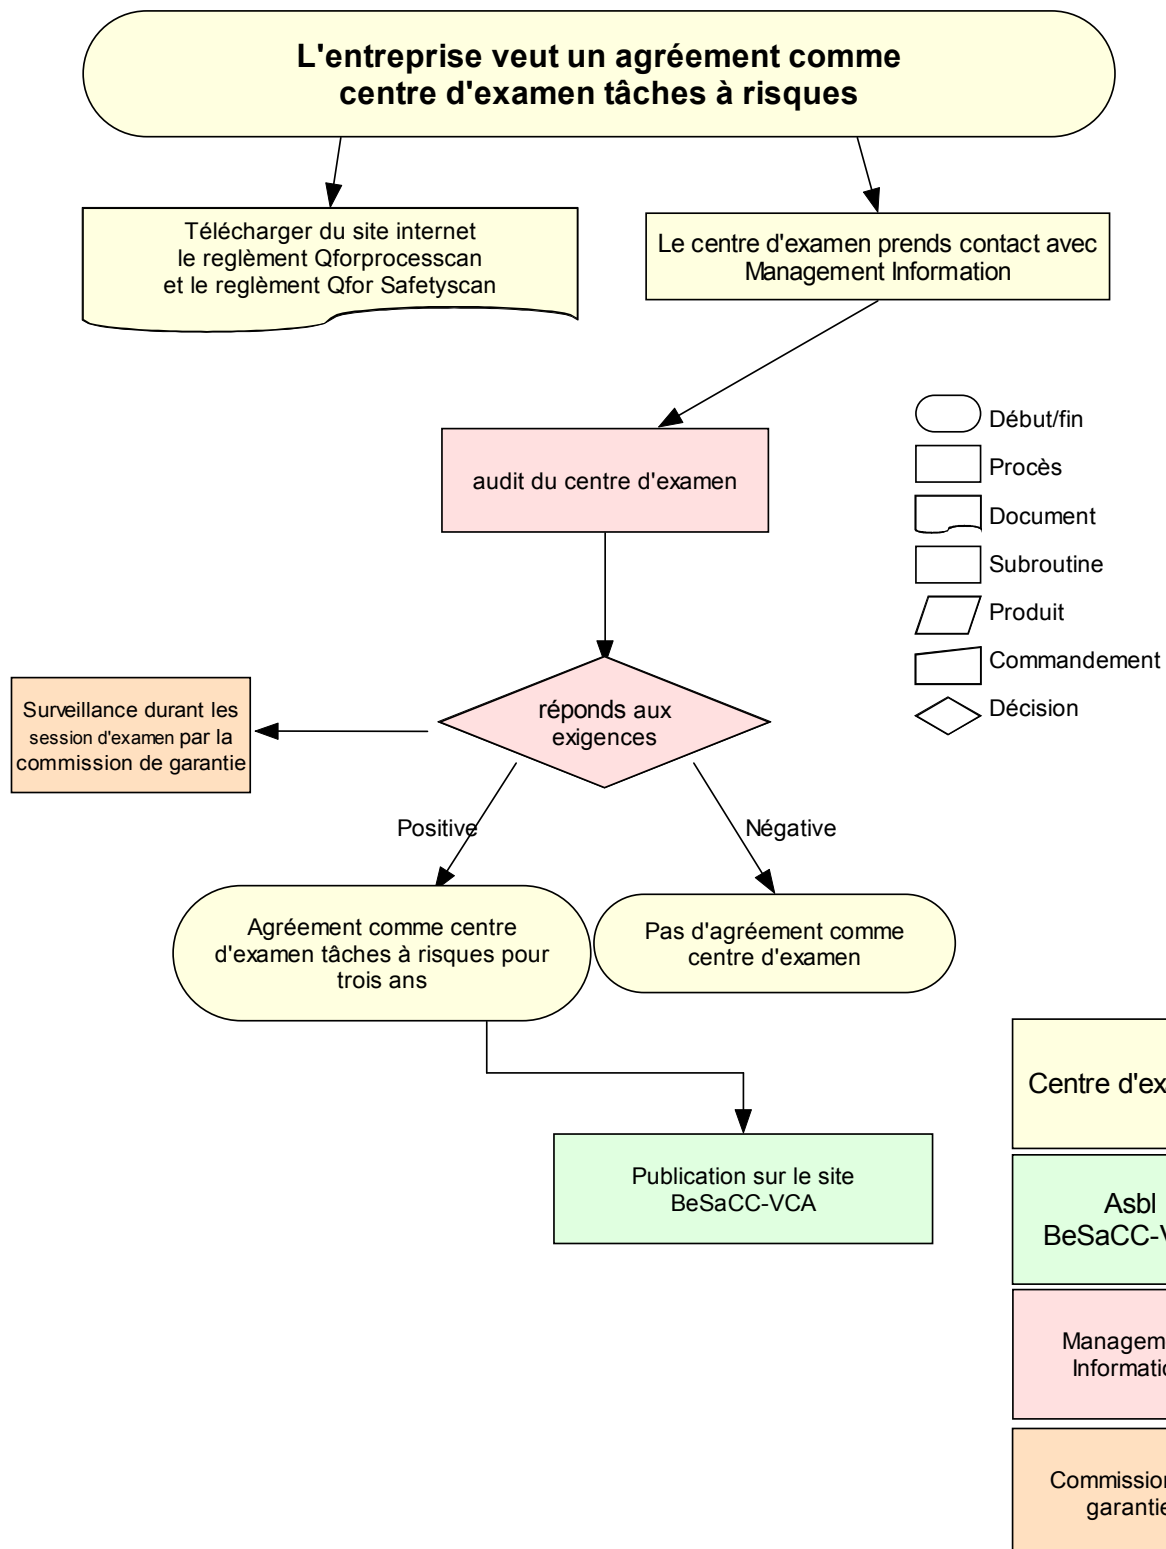 L'entreprise veut un agréement comme
centre d'examen tâches à risques
Télécharger du site internet
le reglèment Qforprocesscan
et le reglèment Qfor Safetyscan
Le centre d'examen prends contact avec
Management Information
audit du centre d'examen
Début/fin
Procès
Document
Subroutine
Produit
Commandement
Décision
réponds aux
exigences
Surveillance durant les
session d'examen par la
commission de garantie
Positive
Négative
Agréement comme centre
d'examen tâches à risques pour
trois ans
Pas d'agréement comme
centre d'examen
Publication sur le site
BeSaCC-VCA
Centre
Asbl